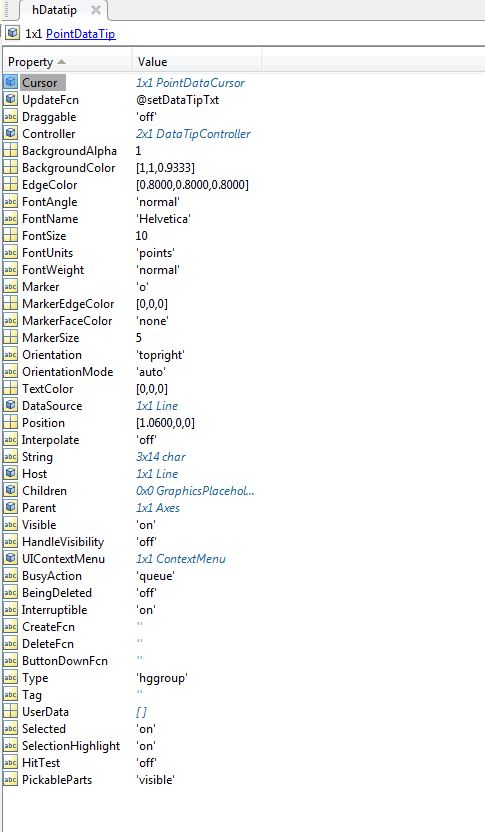 hDatatip
1x1 PointDataTip
Property Value
Cursor 1x1 PointDataCursor
UpdateFcn @setDataTipTxt
Draggable 'off'
Controller 2x1 DataTipController
BackgroundAlpha 1
BackgroundColor [1,1,0.9333]
EdgeColor [0.8000,0.8000,0.8000]
FontAngle 'normal'
FontName 'Helvetica'
FontSize 10
FontUnits 'points'
FontWeight 'normal'
Marker 'o'
MarkerEdgeColor [0,0,0]
MarkerFaceColor 'none'
MarkerSize 5
Orientation 'topright'
OrientationMode 'auto'
TextColor [0,0,0]
DataSource 1x1 Line
Position [1.0600,0,0]
Interpolate 'off'
String 3x14 char
Host 1x1 Line
Children 0x0 GraphicsPlacehol...
Parent 1x1 Axes
Visible 'on'
HandleVisibility 'off'
UIContextMenu 1x1 ContextMenu
BusyAction 'queue'
BeingDeleted 'off'
Interruptible 'on'
CreateFcn ''
DeleteFcn ''
ButtonDownFcn ''
Type 'hggroup'
Tag ''
UserData []
Selected 'on'
SelectionHighlight 'on'
HitTest 'off'
PickableParts 'visible'